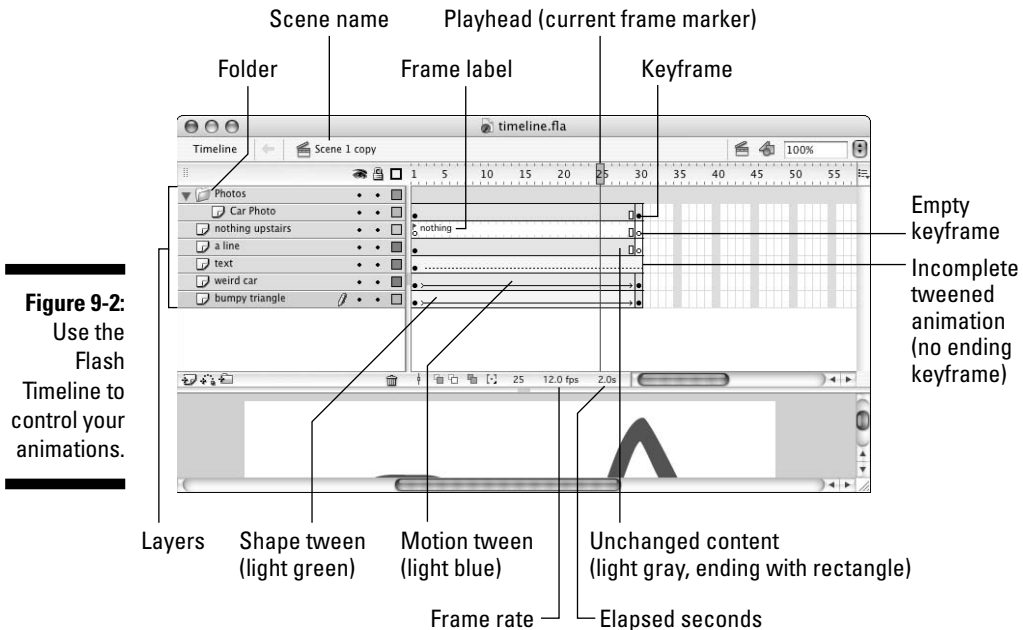 Scene name
Playhead (current frame marker)
Folder
Frame label
Keyframe
timeline.fla
Timeline
Scene 1 copy
100%
1 5 10 15 20 25 30 35 40 45 50 55
Photos
Car Photo
nothing upstairs
nothing
a line
text
weird car
bumpy triangle
25 12.0 fps 2.0s
Empty
keyframe
Incomplete
tweened
animation
(no ending
keyframe)
Figure 9-2:
Use the
Flash
Timeline to
control your
animations.
Layers
Shape tween
(light green)
Motion tween
(light blue)
Unchanged content
(light gray, ending with rectangle)
Frame rate
Elapsed seconds